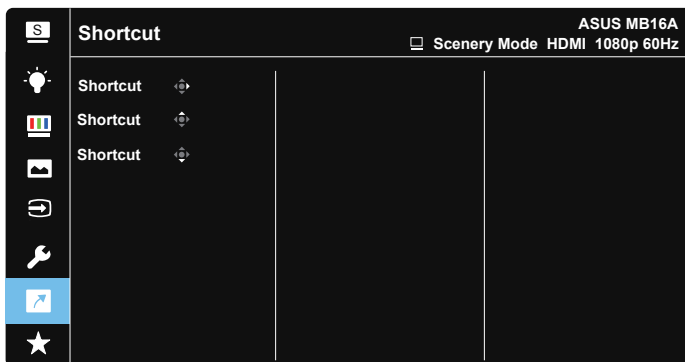 S
Shortcut
ASUS MB16A
Scenery Mode HDMI 1080p 60Hz
Shortcut
Shortcut
Shortcut